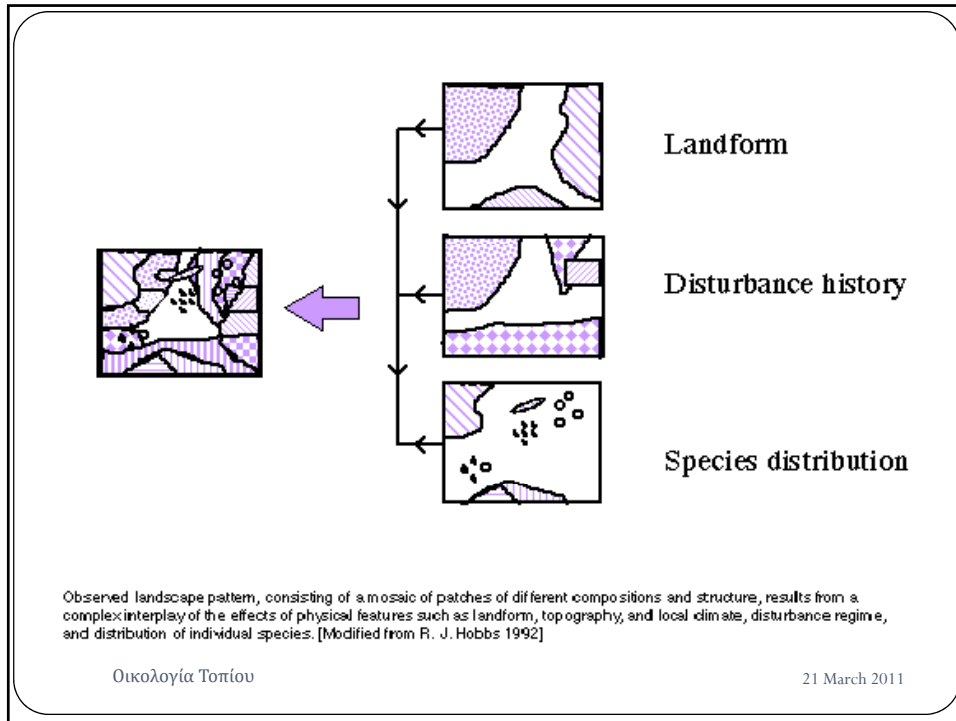 Landform
Disturbance history
Species distribution
Observed landscape pattern, consisting of a mosaic of patches of different compositions and structure, results from a
complex interplay of the effects of physical features such as landform, topography, and local climate, disturbance regime,
and distribution of individual species. [Modified from R. J. Hobbs 1992]
Οικολογία Τοπίου
21 March 2011